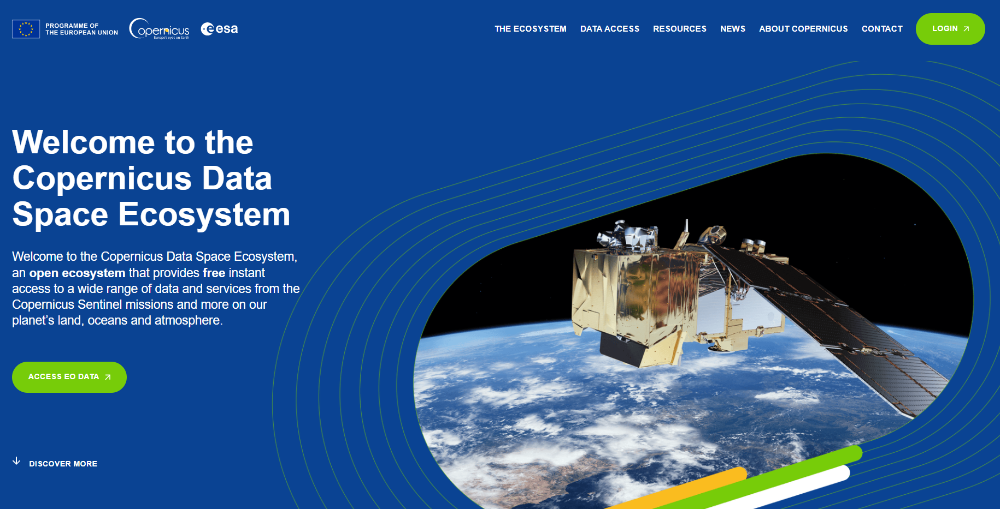 PROGRAMME OF
THE EUROPEAN UNION
Copernicus
Europe's eyes on Earth
esa
THE ECOSYSTEM DATA ACCESS RESOURCES NEWS ABOUT COPERNICUS CONTACT LOGIN
Welcome to the
Copernicus Data
Space Ecosystem
Welcome to the Copernicus Data Space Ecosystem,
an open ecosystem that provides free instant
access to a wide range of data and services from the
Copernicus Sentinel missions and more on our
planet’s land, oceans and atmosphere.
ACCESS EO DATA
DISCOVER MORE